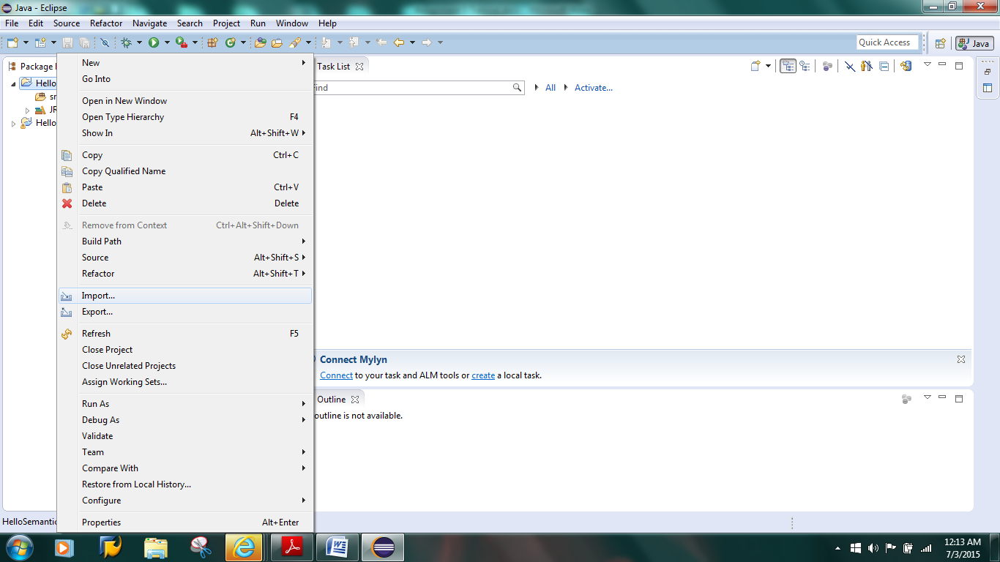 Java - Eclipse
File Edit Source Refactor Navigate Search Project Run Window Help
Quick Access
Java
Package
Hello
JR
Hello
New
Go Into
Open in New Window
Open Type Hierarchy F4
Show In Alt+Shift+W
Copy Ctrl+C
Copy Qualified Name
Paste Ctrl+V
Delete Delete
Remove from Context Ctrl+Alt+Shift+Down
Build Path
Source Alt+Shift+S
Refactor Alt+Shift+T
Import...
Export...
Refresh F5
Close Project
Close Unrelated Projects
Assign Working Sets...
Run As
Debug As
Validate
Team
Compare With
Restore from Local History...
Configure
Properties Alt+Enter
Task List
Find
All
Activate...
Connect Mylyn
Connect to your task and ALM tools or create a local task.
Outline
outline is not available.
HelloSemantic
12:13 AM
7/3/2015